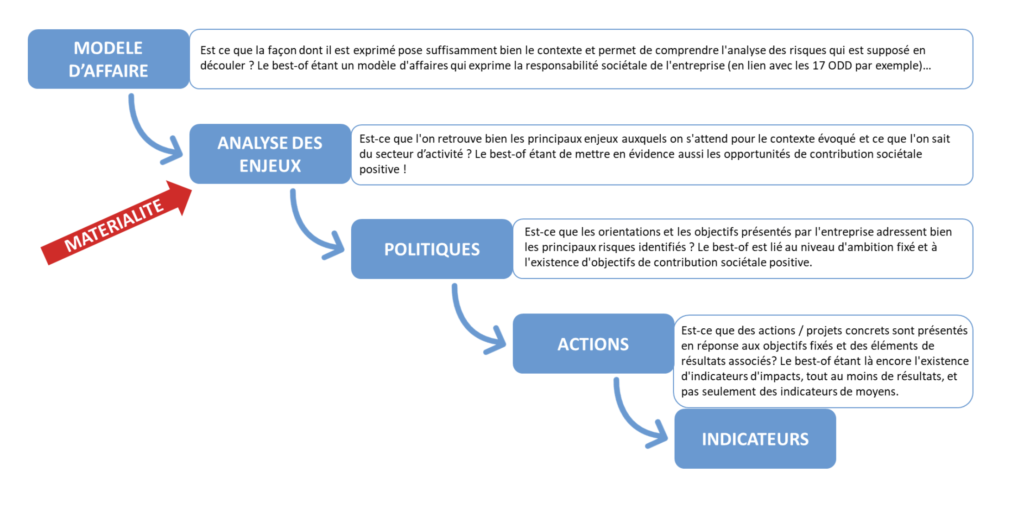 MODELE
D'AFFAIRE
Est ce que la façon dont il est exprimé pose suffisamment bien le contexte et permet de comprendre l'analyse des risques qui est supposé en
découler ? Le best-of étant un modèle d'affaires qui exprime la responsabilité sociétale de l'entreprise (en lien avec les 17 ODD par exemple)…
ANALYSE DES
ENJEUX
Est-ce que l'on retrouve bien les principaux enjeux auxquels on s'attend pour le contexte évoqué et ce que l'on sait
du secteur d'activité ? Le best-of étant de mettre en évidence aussi les opportunités de contribution sociétale
positive !
MATERIALITE
POLITIQUES
Est-ce que les orientations et les objectifs présentés par l'entreprise adressent bien
les principaux risques identifiés ? Le best-of est lié au niveau d'ambition fixé et à
l'existence d'objectifs de contribution sociétale positive.
ACTIONS
Est-ce que des actions / projets concrets sont présentés
en réponse aux objectifs fixés et des éléments de
résultats associés? Le best-of étant là encore l'existence
d'indicateurs d'impacts, tout au moins de résultats, et
pas seulement des indicateurs de moyens.
INDICATEURS